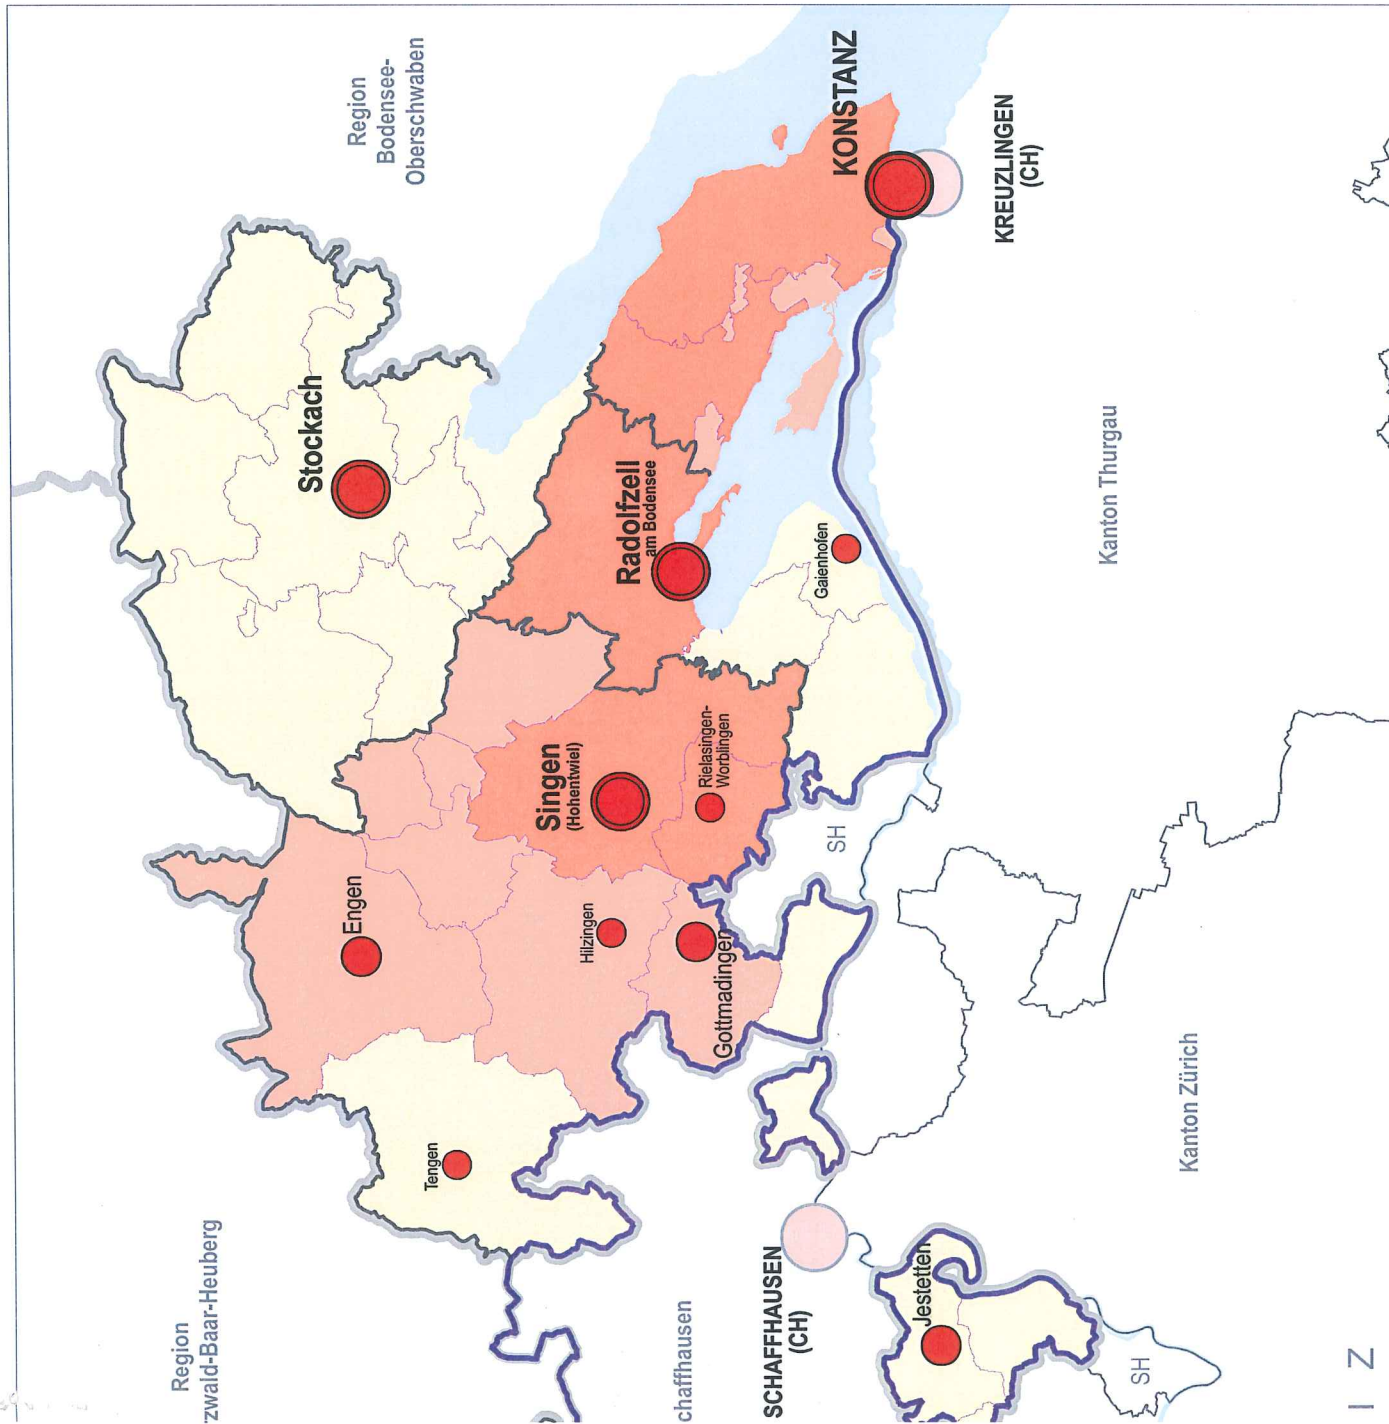 Region
Bodensee-
Oberschwaben
Stockach
KONSTANZ
KREUZLINGEN
(CH)
Radolfzell
am Bodensee
Gaienhofen
Kanton Thurgau
Singen
(Hohentwiel)
Rielasingen-
Worblingen
SH
Engen
Hilzingen
Gottmadingen
Tengen
Kanton Zürich
Region
rzwald-Baar-Heuberg
chaffhausen
SCHAFFHAUSEN
(CH)
Jestetten
SH
I Z